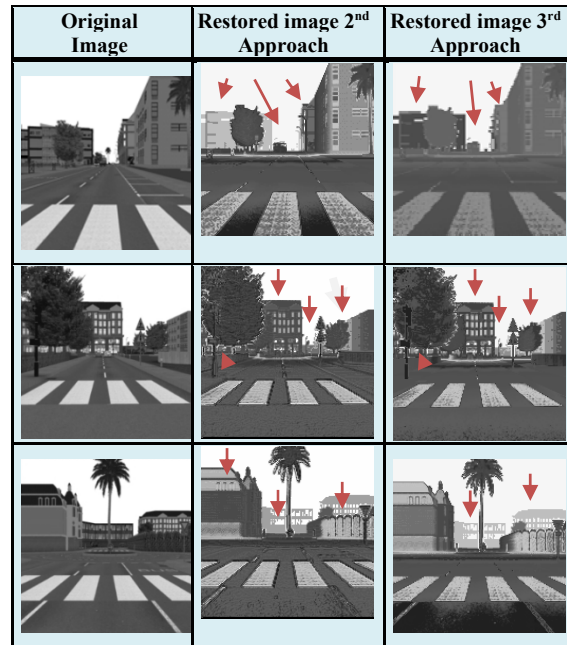 Original
Image
Restored image 2nd
Approach
Restored image 3rd
Approach